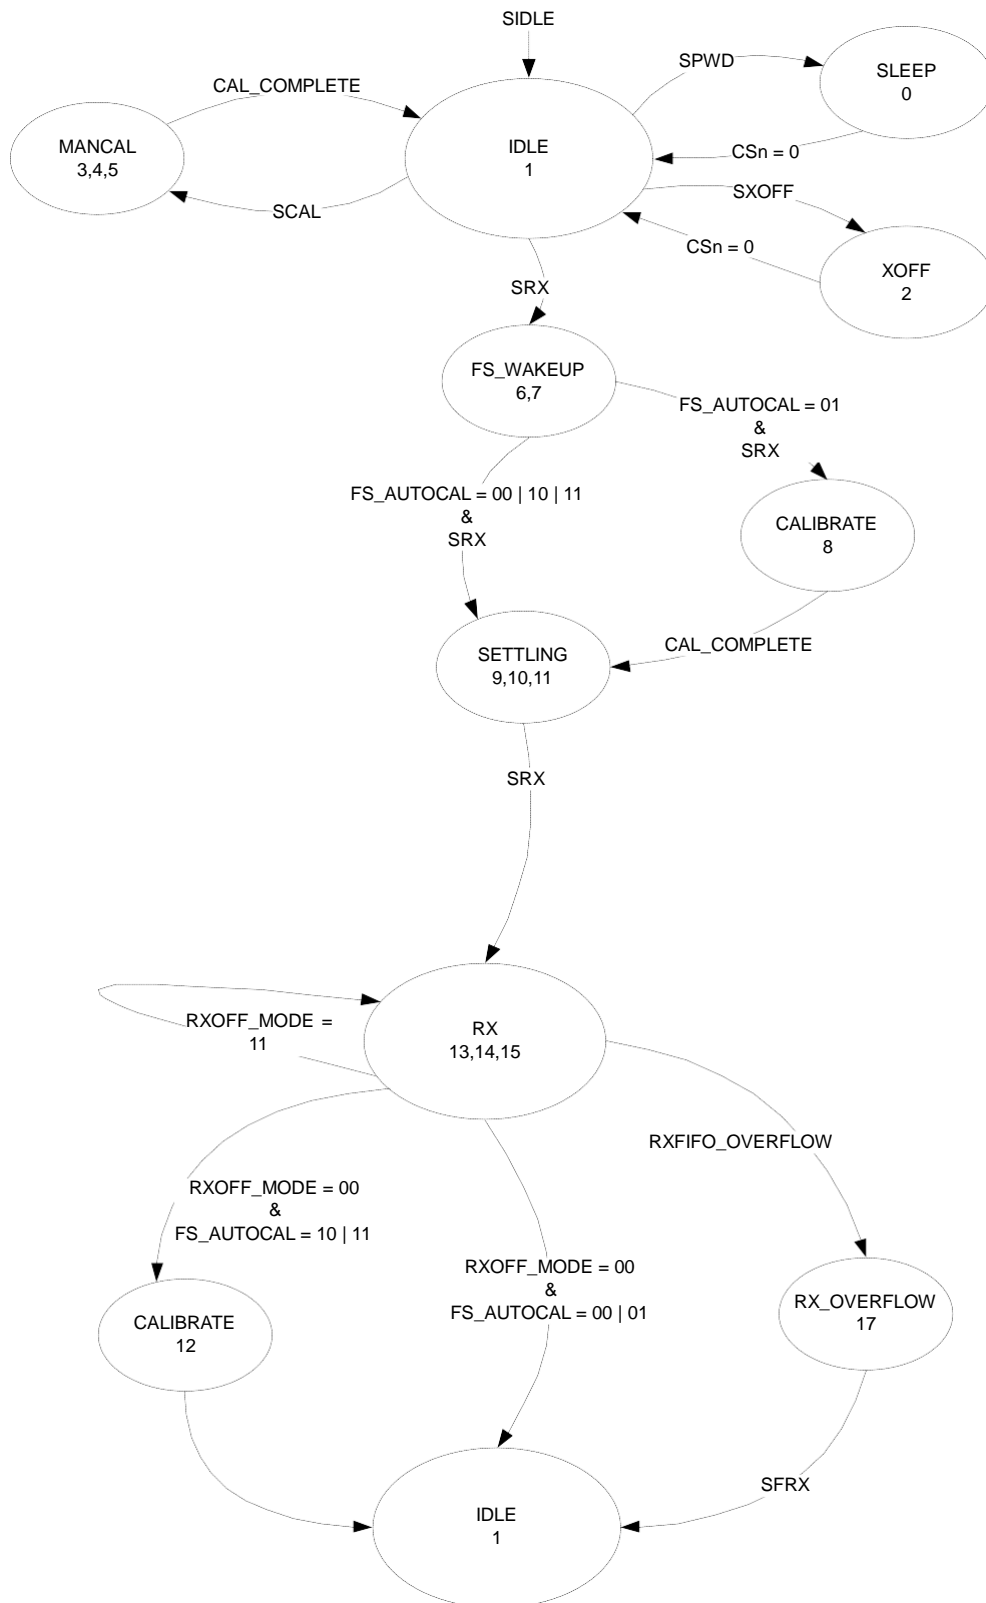 SIDLE
SPWD
SLEEP
0
CAL_COMPLETE
MANCAL
3,4,5
IDLE
1
CSn = 0
SCAL
SXOFF
CSn = 0
XOFF
2
SRX
FS_WAKEUP
6,7
FS_AUTOCAL = 01
&
SRX
FS_AUTOCAL = 00 | 10 | 11
&
SRX
CALIBRATE
8
SETTLING
9,10,11
CAL_COMPLETE
SRX
RXOFF_MODE =
11
RX
13,14,15
RXFIFO_OVERFLOW
RXOFF_MODE = 00
&
FS_AUTOCAL = 10 | 11
RXOFF_MODE = 00
&
FS_AUTOCAL = 00 | 01
CALIBRATE
12
RX_OVERFLOW
17
SFRX
IDLE
1